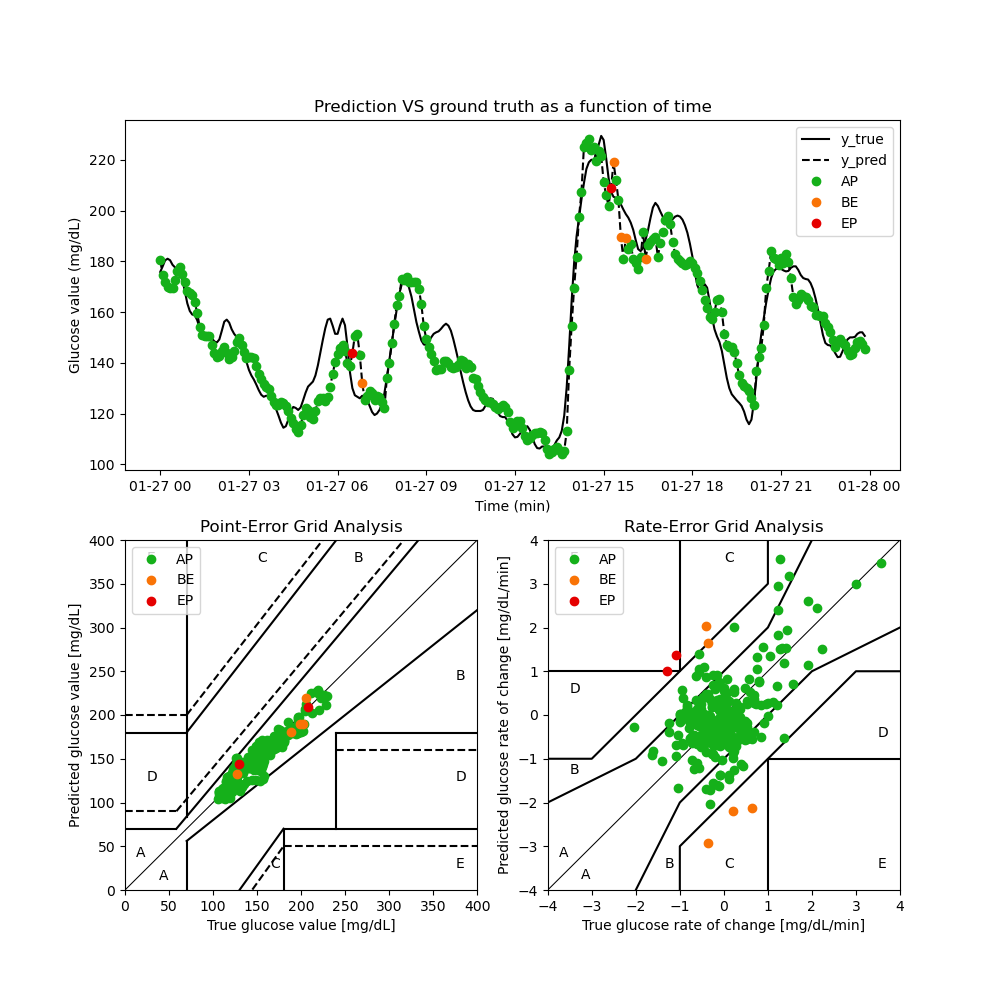 Prediction VS ground truth as a function of time
Glucose value (mg/dL)
220
200
180
160
140
120
100
y_true
y_pred
AP
BE
EP
01-27 00 01-27 03 01-27 06 01-27 09 01-27 12 01-27 15 01-27 18 01-27 21 01-28 00
Time (min)
Point-Error Grid Analysis
Predicted glucose value [mg/dL]
400
350
300
250
200
150
100
50
0
AP
BE
EP
C
B
B
D
D
A
A
C
E
0 50 100 150 200 250 300 350 400
True glucose value [mg/dL]
Rate-Error Grid Analysis
Predicted glucose rate of change [mg/dL/min]
4
3
2
1
0
−1
−2
−3
−4
AP
BE
EP
C
D
D
B
A
A
B
C
E
−4 −3 −2 −1 0 1 2 3 4
True glucose rate of change [mg/dL/min]